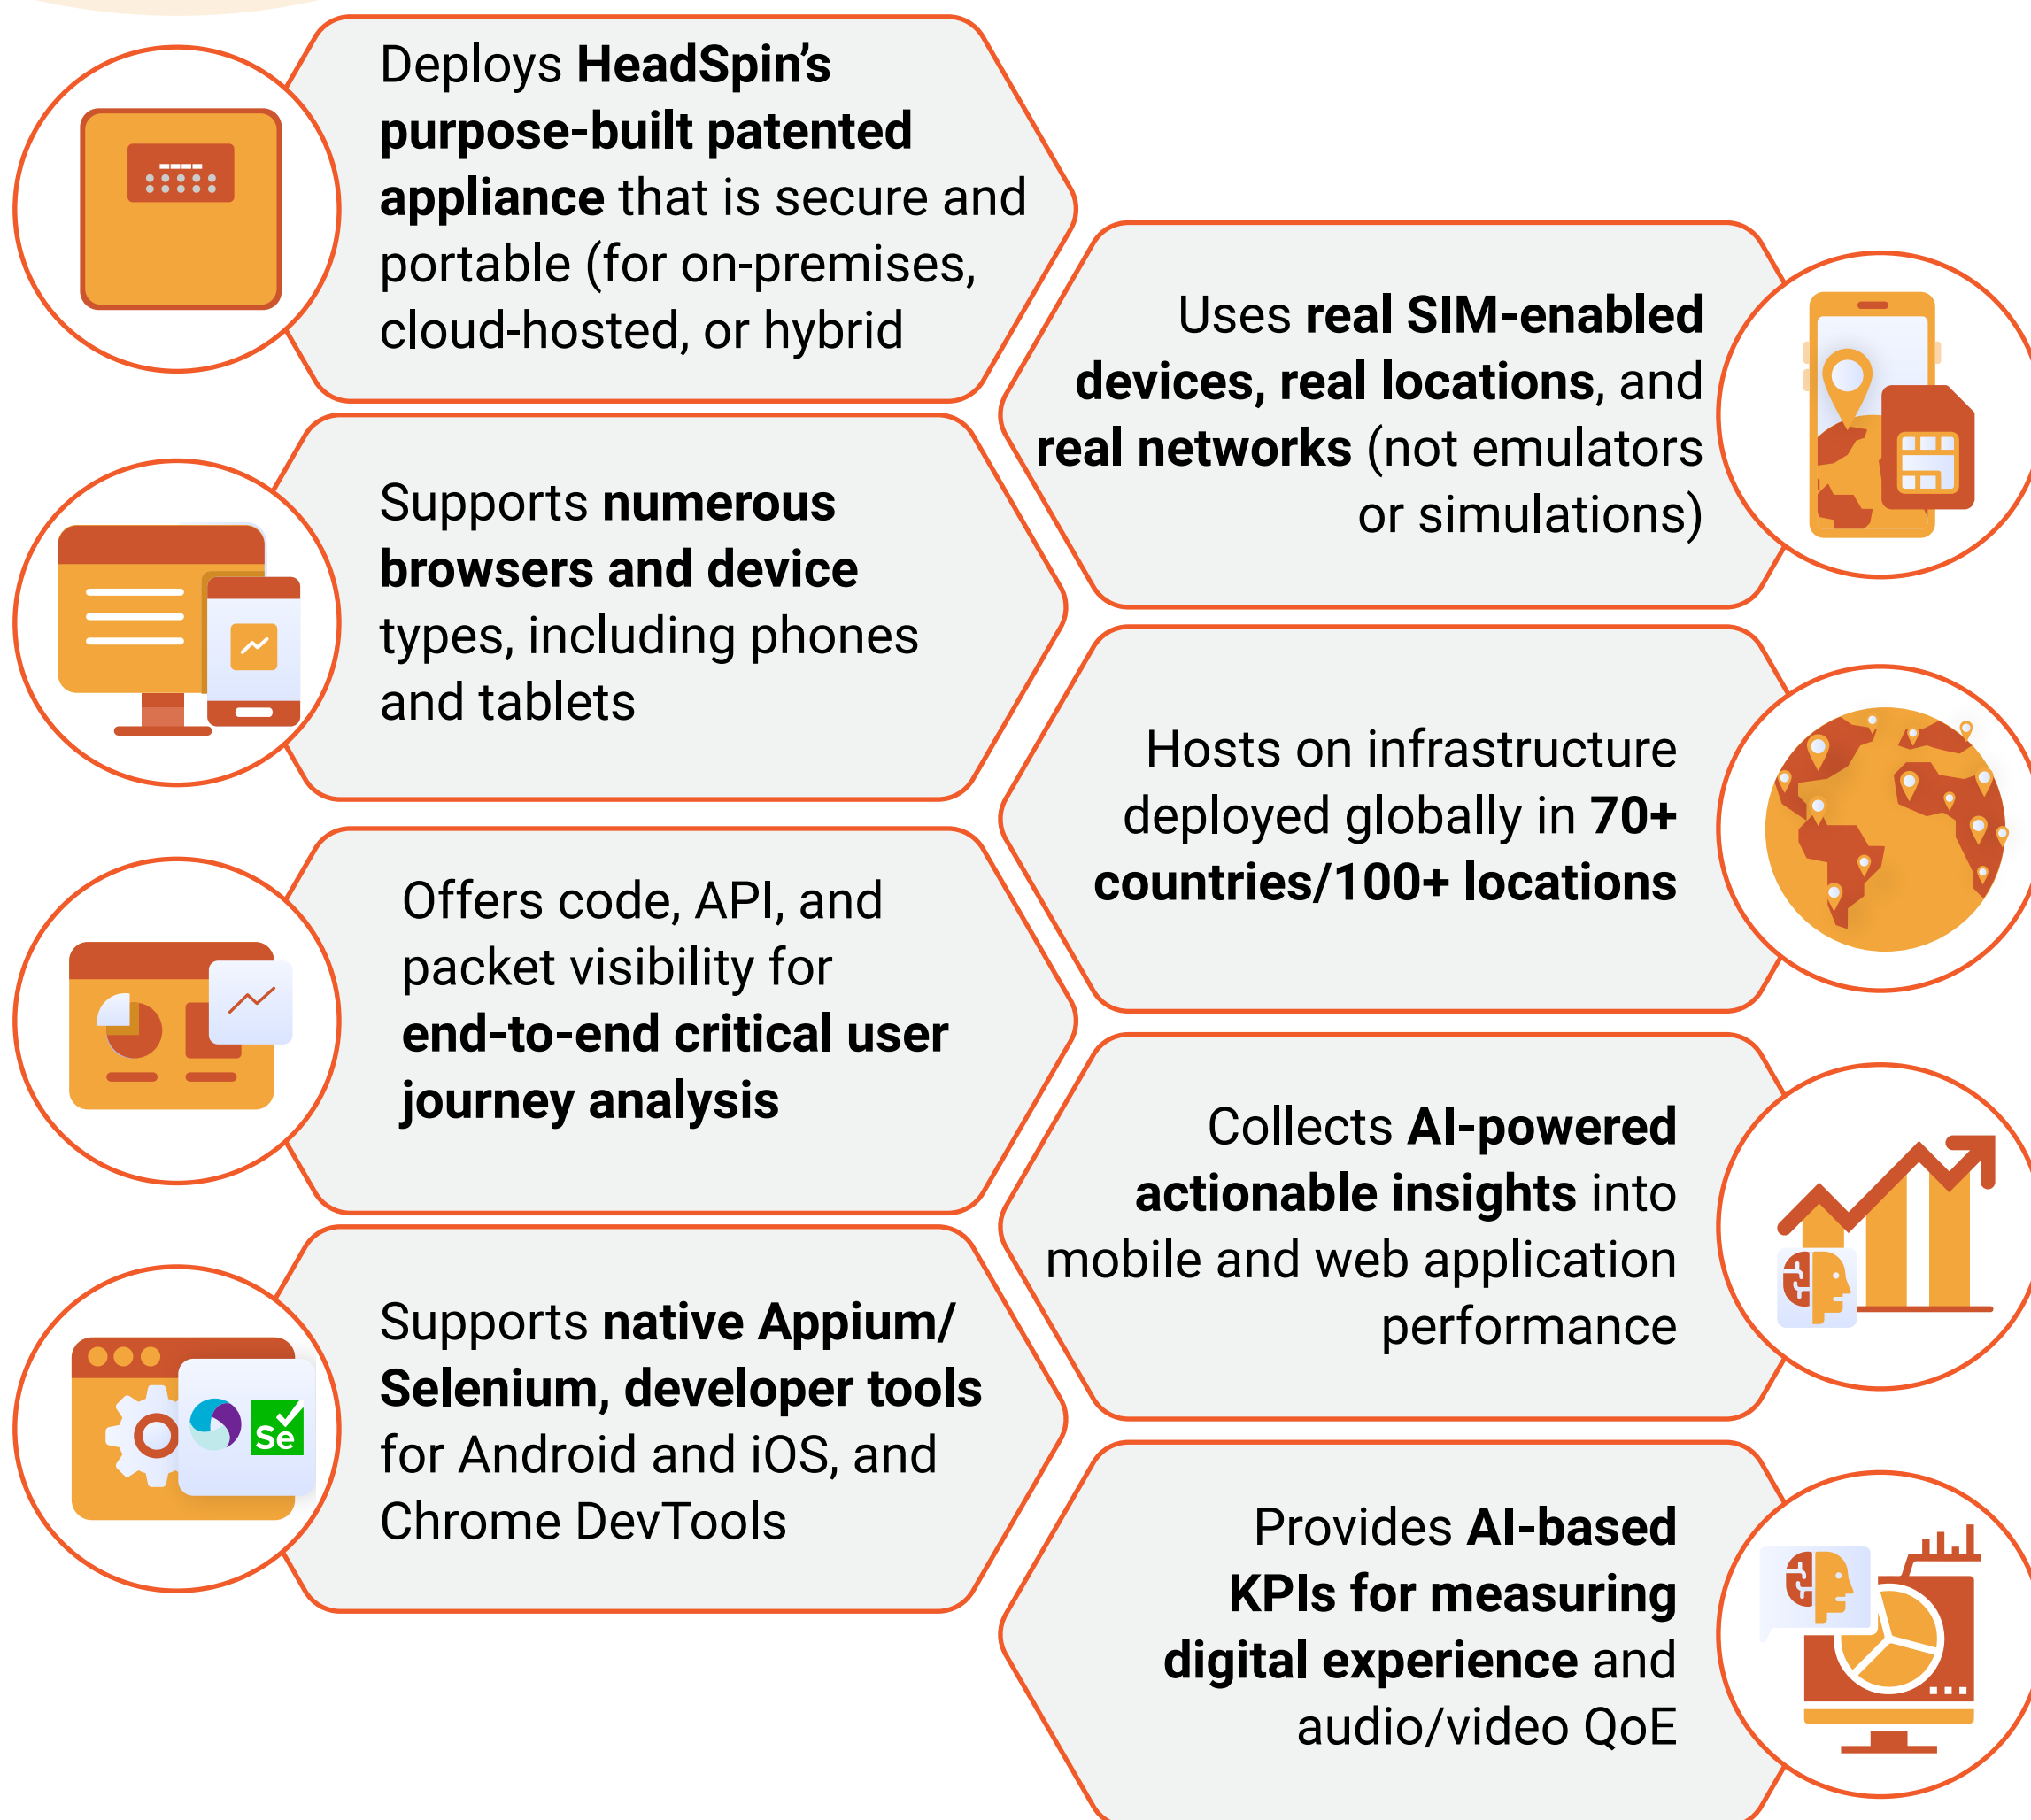 Deploys HeadSpin’s
purpose-built patented
appliance that is secure and
portable (for on-premises,
cloud-hosted, or hybrid
Uses real SIM-enabled
devices, real locations, and
real networks (not emulators
or simulations)
Supports numerous
browsers and device
types, including phones
and tablets
Hosts on infrastructure
deployed globally in 70+
countries/100+ locations
Offers code, API, and
packet visibility for
end-to-end critical user
journey analysis
Collects AI-powered
actionable insights into
mobile and web application
performance
Supports native Appium/
Selenium, developer tools
for Android and iOS, and
Chrome DevTools
Se
Provides AI-based
KPIs for measuring
digital experience and
audio/video QoE